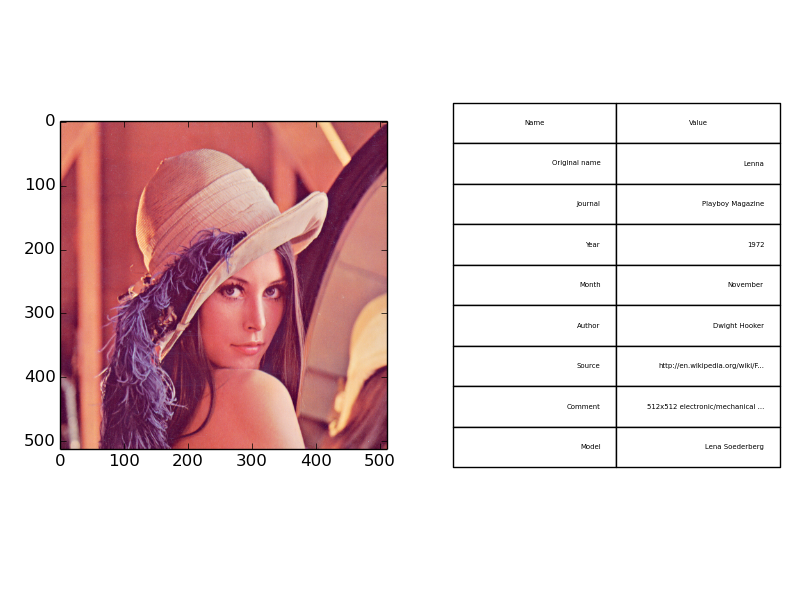 0
100
200
300
400
500
0 100 200 300 400 500
Name Value
Original name Lenna
Journal Playboy Magazine
Year 1972
Month November
Author Dwight Hooker
Source http://en.wikipedia.org/wiki/F...
Comment 512x512 electronic/mechanical ...
Model Lena Soederberg